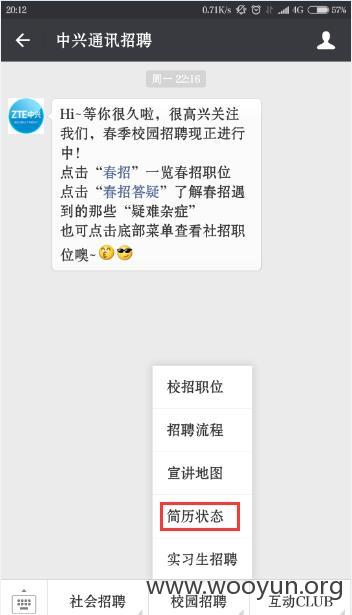 20:12
0.71K/s
4G
57%
中兴通讯招聘
周一 22:16
ZTE中兴
Hi~等你很久啦，很高兴关注
我们，春季校园招聘现正进行
中！
点击“春招”一览春招职位
点击“春招答疑”了解春招遇
到的那些“疑难杂症”
也可点击底部菜单查看社招职
位噢~
校招职位
招聘流程
宣讲地图
简历状态
实习生招聘
www.wooyun.org
社会招聘
校园招聘
互动CLUB